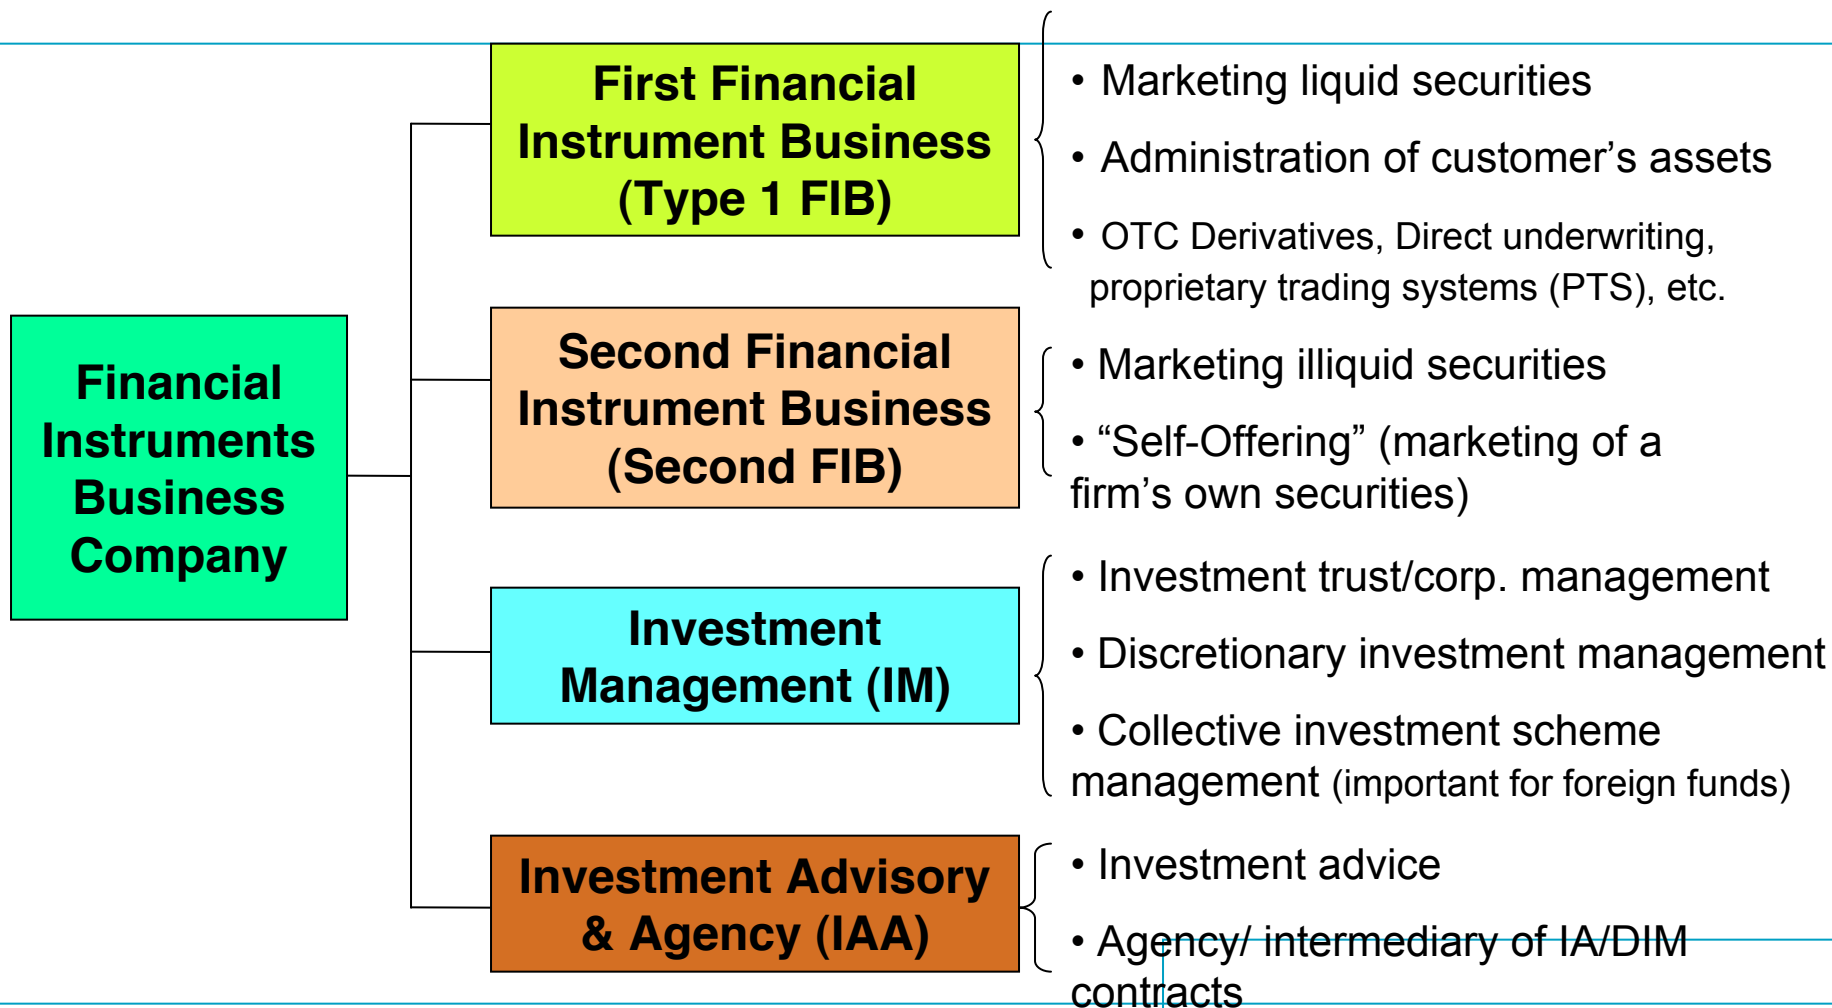 Financial
Instruments
Business
Company
First Financial
Instrument Business
(Type 1 FIB)
• Marketing liquid securities
• Administration of customer’s assets
• OTC Derivatives, Direct underwriting,
proprietary trading systems (PTS), etc.
Second Financial
Instrument Business
(Second FIB)
• Marketing illiquid securities
• “Self-Offering” (marketing of a
firm’s own securities)
Investment
Management (IM)
• Investment trust/corp. management
• Discretionary investment management
• Collective investment scheme
management (important for foreign funds)
Investment Advisory
& Agency (IAA)
• Investment advice
• Agency/ intermediary of IA/DIM
contracts